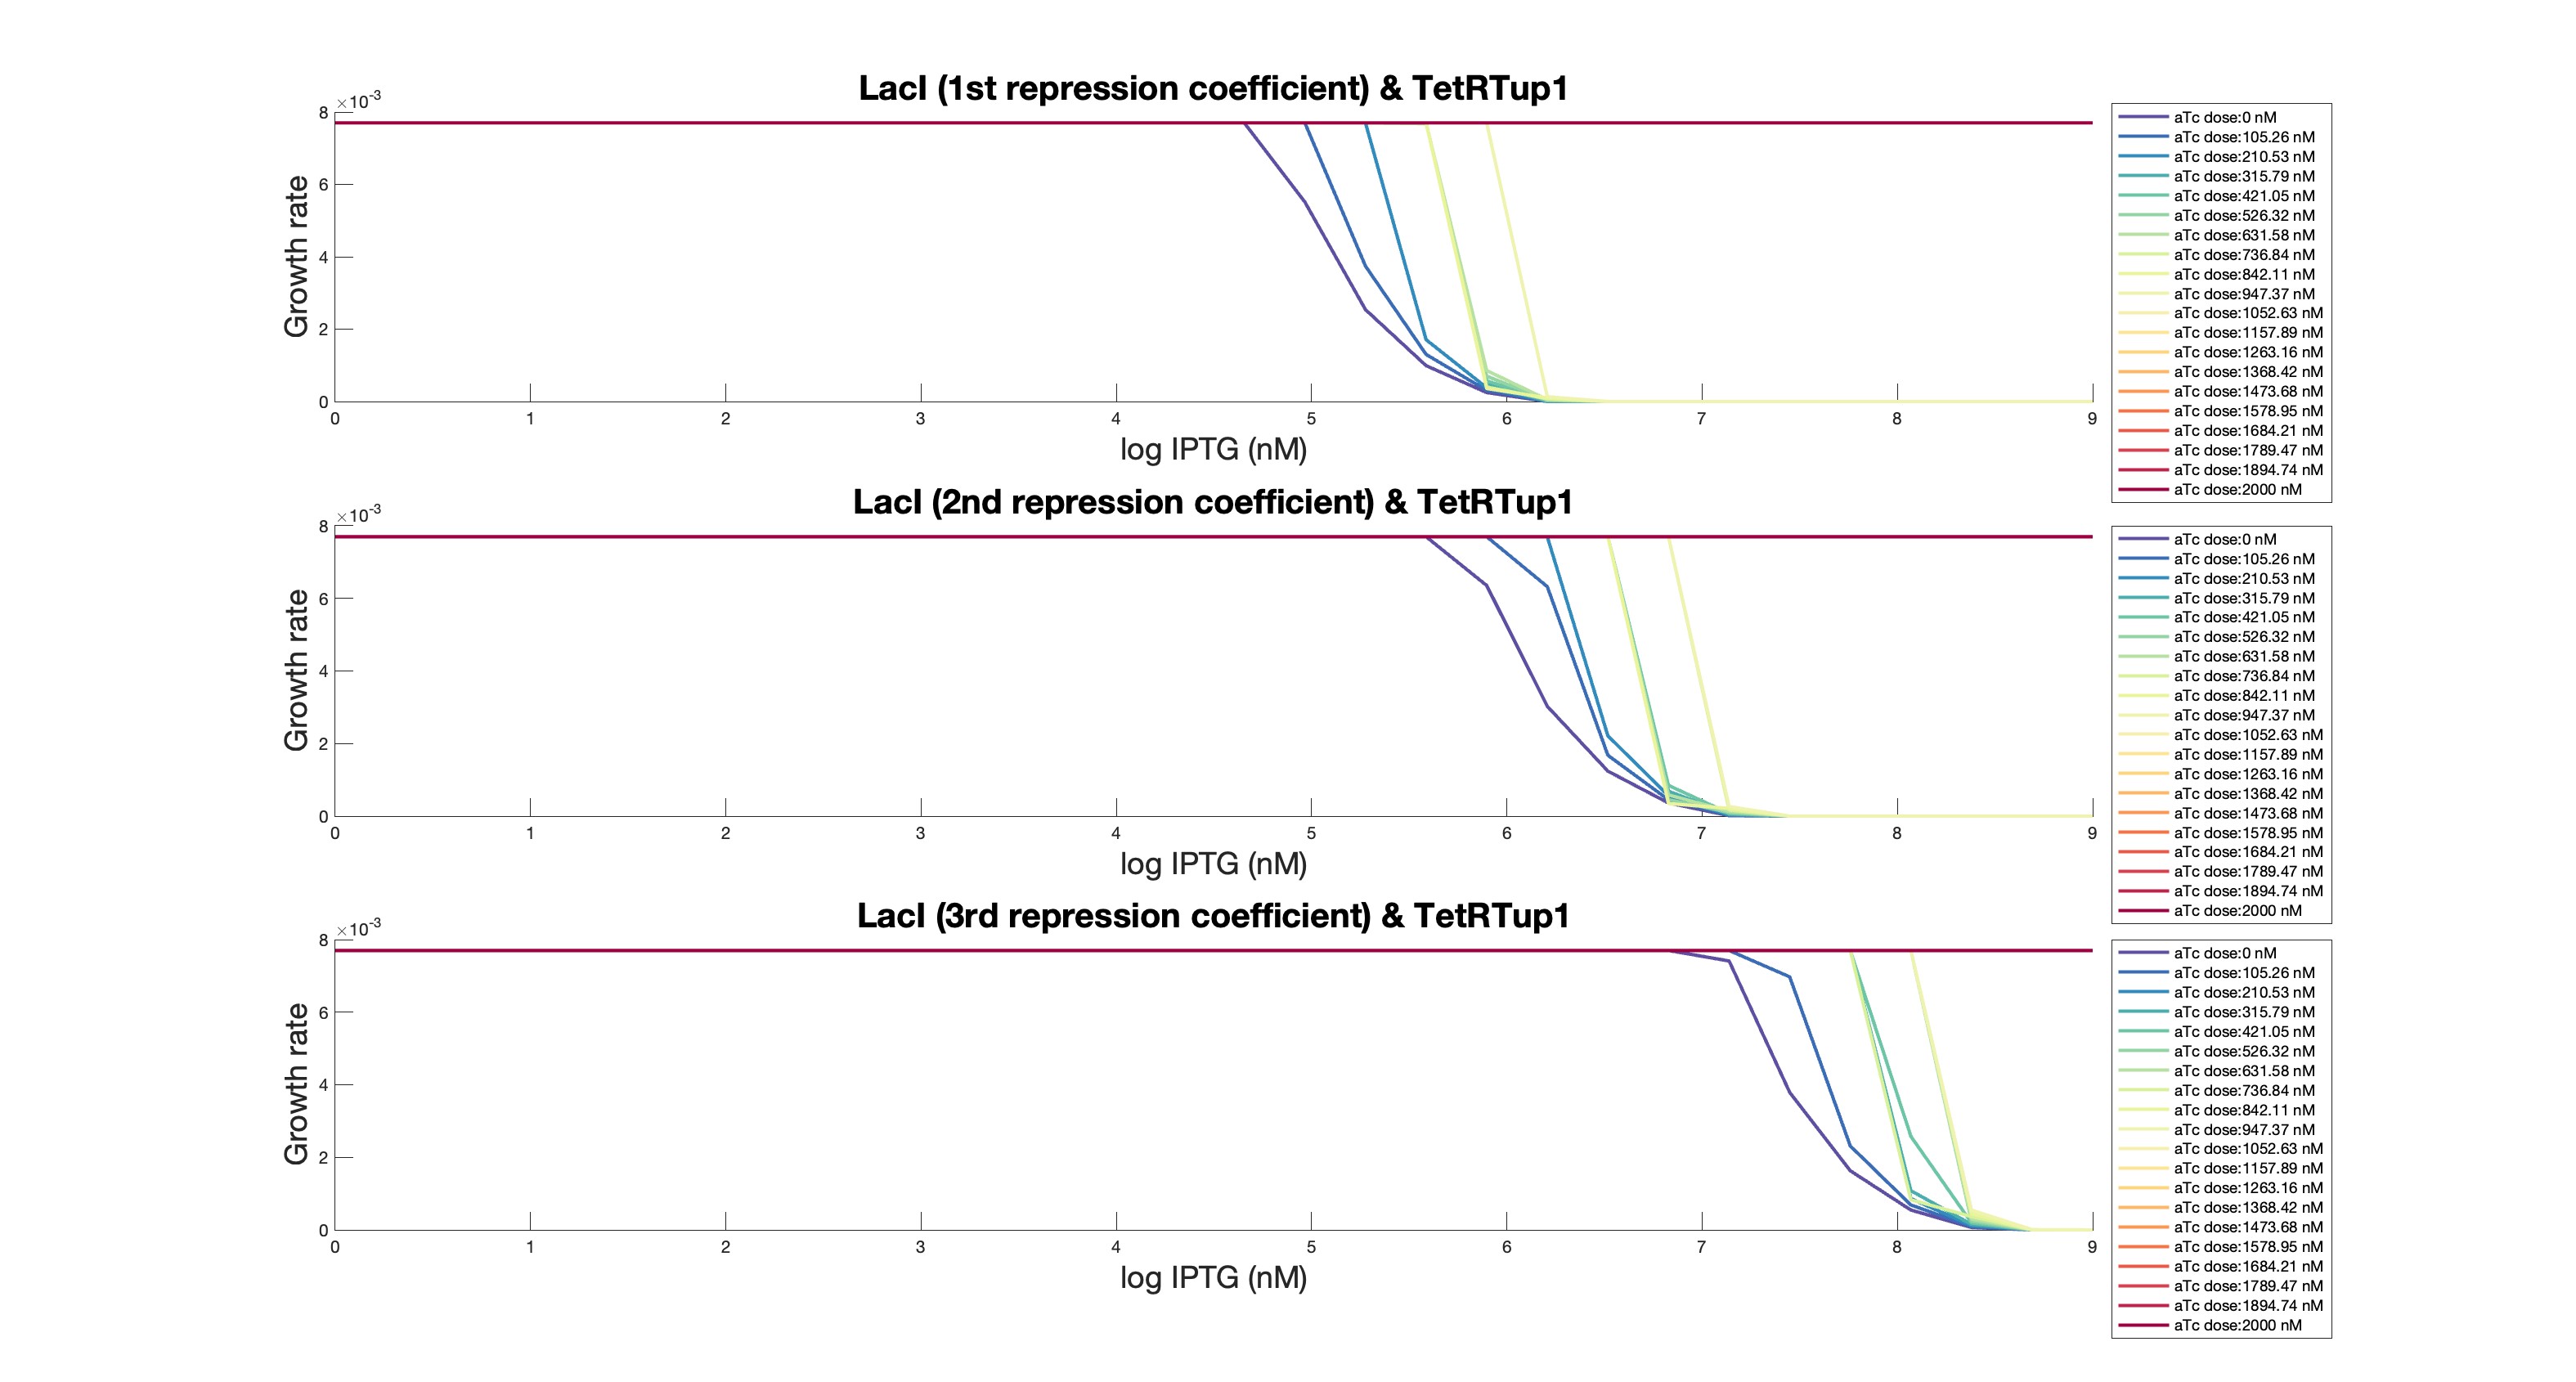 LacI (1st repression coefficient) & TetRTup1
×10-3
8
6
4
2
0
Growth rate
0 1 2 3 4 5 6 7 8 9
log IPTG (nM)
aTc dose:0 nM
aTc dose:105.26 nM
aTc dose:210.53 nM
aTc dose:315.79 nM
aTc dose:421.05 nM
aTc dose:526.32 nM
aTc dose:631.58 nM
aTc dose:736.84 nM
aTc dose:842.11 nM
aTc dose:947.37 nM
aTc dose:1052.63 nM
aTc dose:1157.89 nM
aTc dose:1263.16 nM
aTc dose:1368.42 nM
aTc dose:1473.68 nM
aTc dose:1578.95 nM
aTc dose:1684.21 nM
aTc dose:1789.47 nM
aTc dose:1894.74 nM
aTc dose:2000 nM
LacI (2nd repression coefficient) & TetRTup1
×10-3
8
6
4
2
0
Growth rate
0 1 2 3 4 5 6 7 8 9
log IPTG (nM)
aTc dose:0 nM
aTc dose:105.26 nM
aTc dose:210.53 nM
aTc dose:315.79 nM
aTc dose:421.05 nM
aTc dose:526.32 nM
aTc dose:631.58 nM
aTc dose:736.84 nM
aTc dose:842.11 nM
aTc dose:947.37 nM
aTc dose:1052.63 nM
aTc dose:1157.89 nM
aTc dose:1263.16 nM
aTc dose:1368.42 nM
aTc dose:1473.68 nM
aTc dose:1578.95 nM
aTc dose:1684.21 nM
aTc dose:1789.47 nM
aTc dose:1894.74 nM
aTc dose:2000 nM
LacI (3rd repression coefficient) & TetRTup1
×10-3
8
6
4
2
0
Growth rate
0 1 2 3 4 5 6 7 8 9
log IPTG (nM)
aTc dose:0 nM
aTc dose:105.26 nM
aTc dose:210.53 nM
aTc dose:315.79 nM
aTc dose:421.05 nM
aTc dose:526.32 nM
aTc dose:631.58 nM
aTc dose:736.84 nM
aTc dose:842.11 nM
aTc dose:947.37 nM
aTc dose:1052.63 nM
aTc dose:1157.89 nM
aTc dose:1263.16 nM
aTc dose:1368.42 nM
aTc dose:1473.68 nM
aTc dose:1578.95 nM
aTc dose:1684.21 nM
aTc dose:1789.47 nM
aTc dose:1894.74 nM
aTc dose:2000 nM